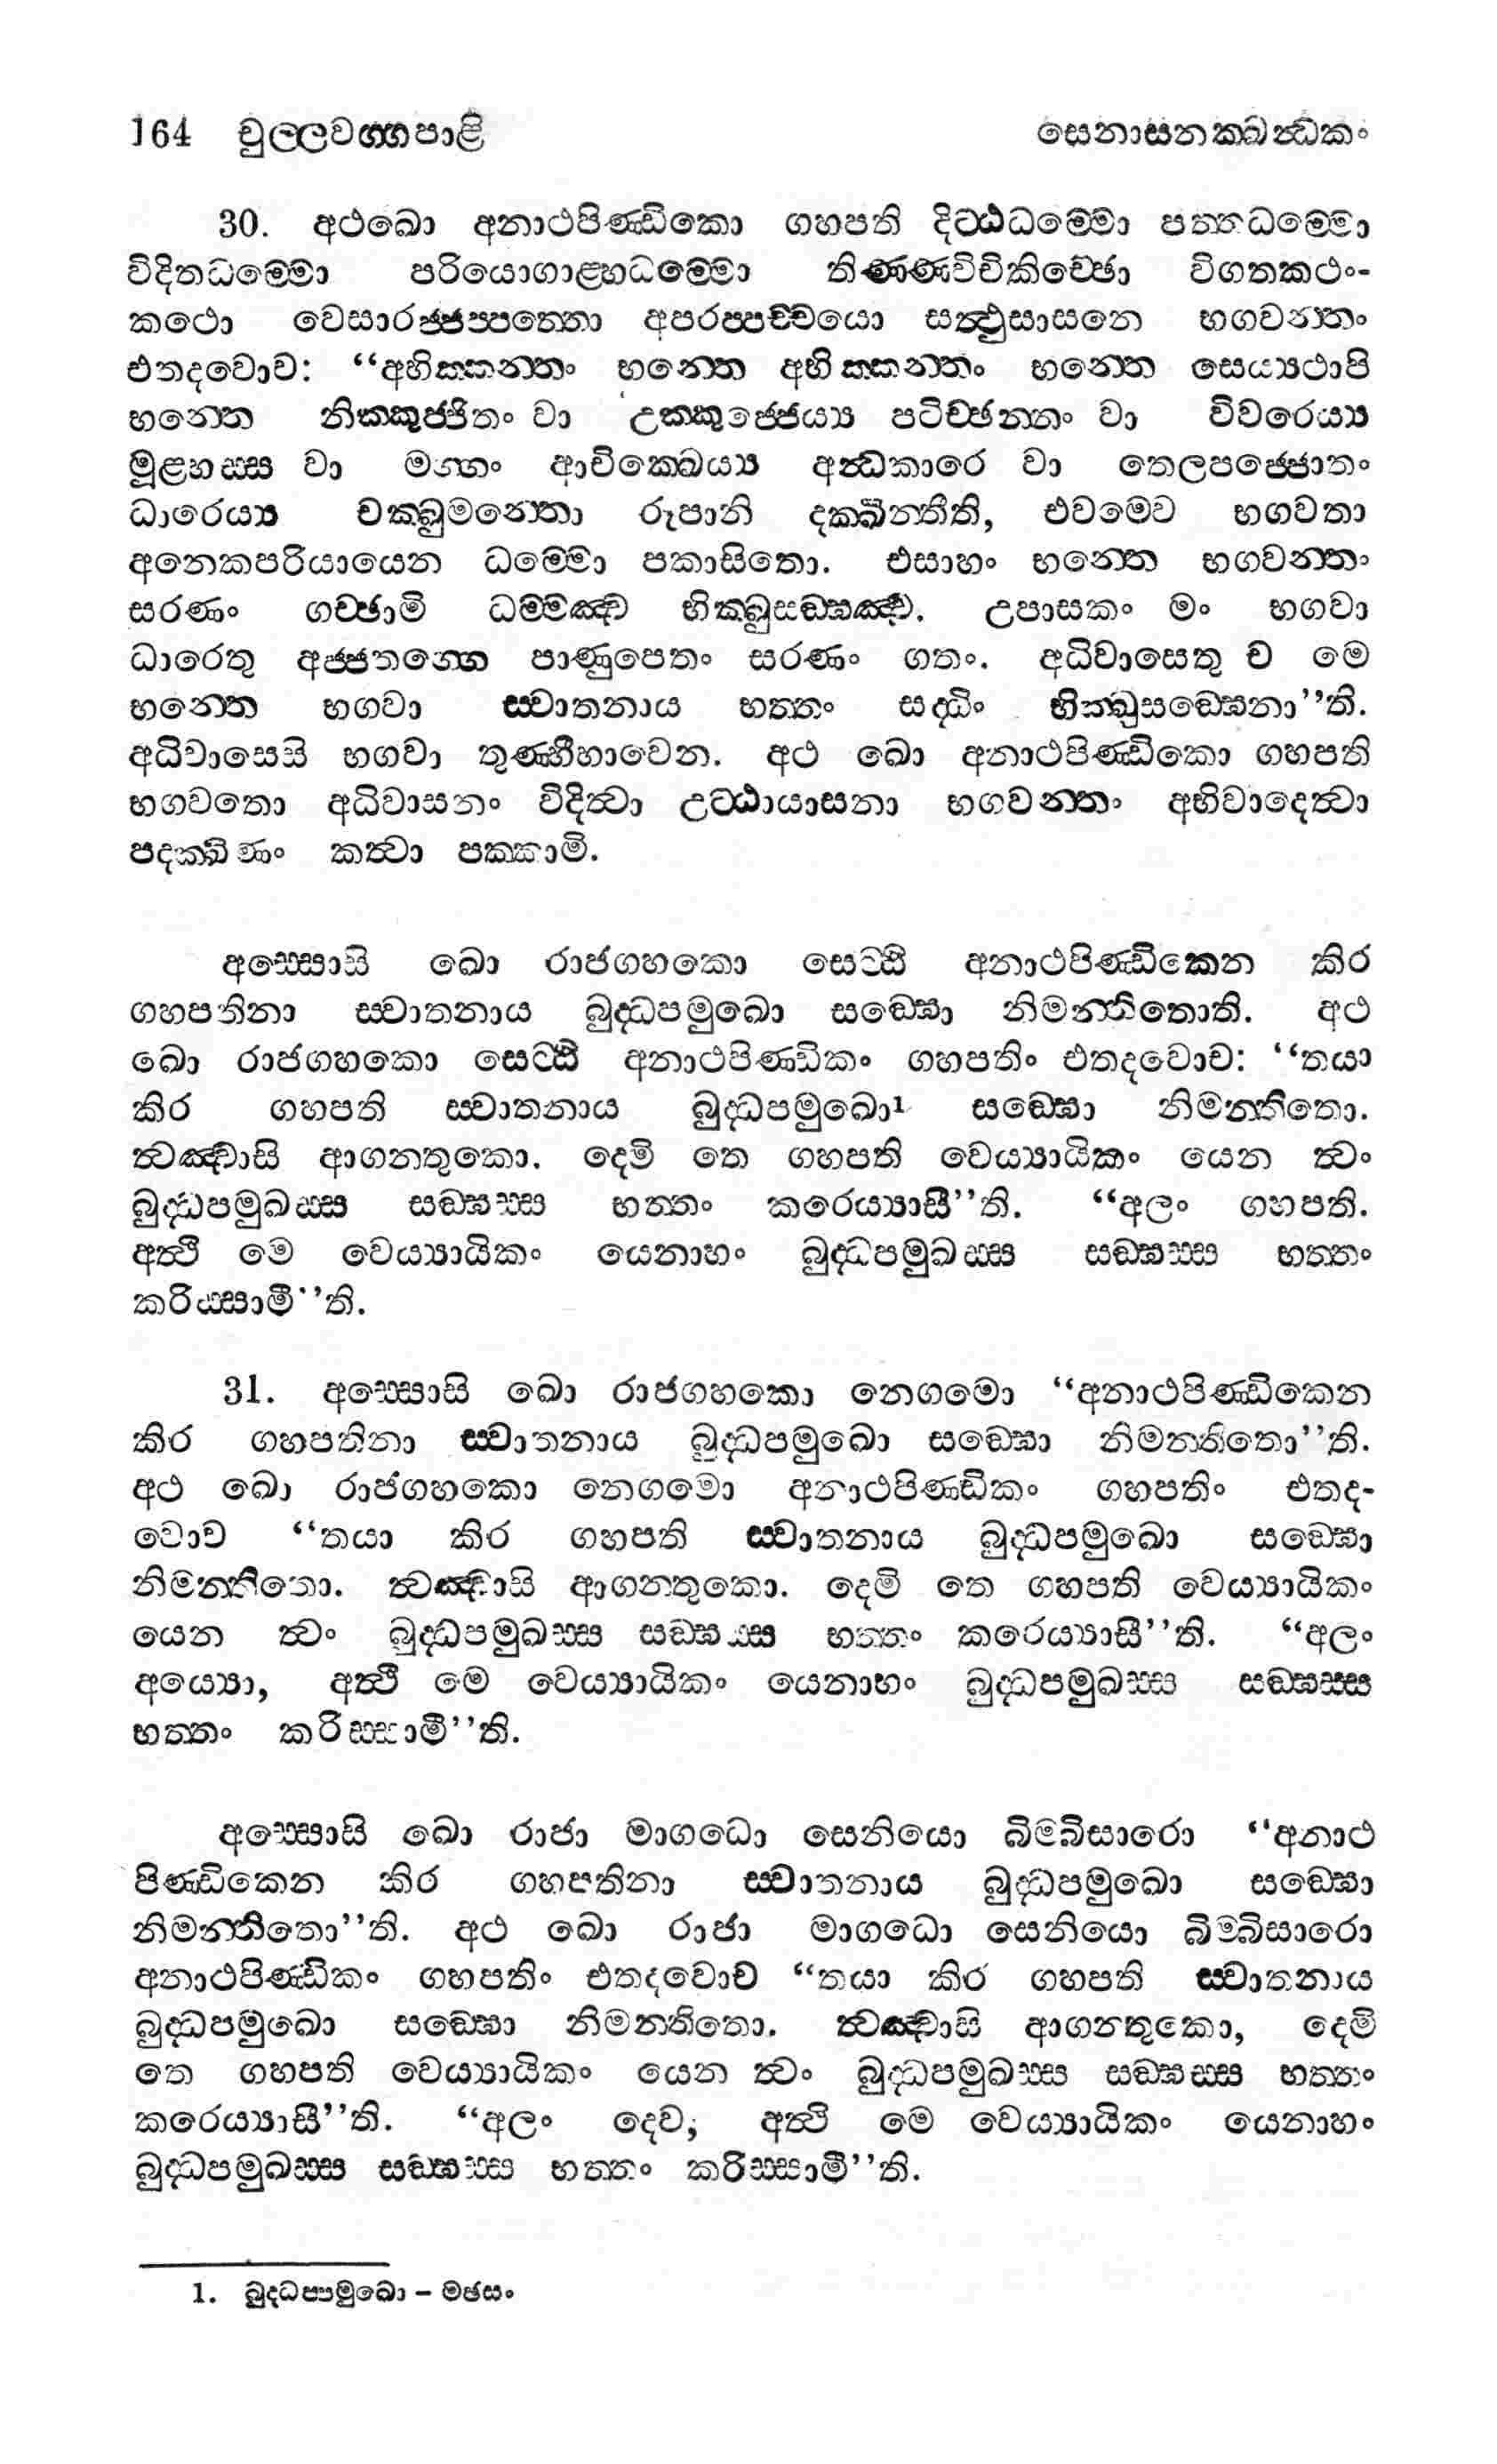 164 චුල්ලවග්ගපාළි සෙනාසනක්ඛන්ධකං
30. අථඛො අනාථපිණ්ඩිකො ගහපති දිට්ඨධම්මො පත්තධම්මො
විදිතධම්මො පරියොගාළ්හධම්මො තිණ්ණවිචිකිච්ඡො විගතකථං-
කථො වෙසාරජ්ජප්පත්තො අපරප්පච්චයො සත්ථුසාසනෙ භගවන්තං
එතදවොච: “අභික්කන්තං භන්තෙ අභික්කන්තං භන්තෙ සෙය්‍යථාපි
භන්තෙ නික්කුජ්ජිතං වා උක්කුජ්ජෙය්‍ය පටිච්ඡන්නං වා විවරෙය්‍ය
මූළ්හස්ස වා මග්ගං ආචික්ඛෙය්‍ය අන්ධකාරෙ වා තෙලපජ්ජොතං
ධාරෙය්‍ය චක්ඛුමන්තො රූපානි දක්ඛින්තීති, එවමෙව භගවතා
අනෙකපරියායෙන ධම්මො පකාසිතො. එසාහං භන්තෙ භගවන්තං
සරණං ගච්ඡාමි ධම්මඤ්ච භික්ඛුසඞ්ඝඤ්ච. උපාසකං මං භගවා
ධාරෙතු අජ්ජතග්ගෙ පාණුපෙතං සරණං ගතං. අධිවාසෙතු ච මෙ
භන්තෙ භගවා ස්වාතනාය භත්තං සද්ධිං භික්ඛුසඞ්ඝෙනා”ති.
අධිවාසෙසි භගවා තුණ්හීභාවෙන. අථ ඛො අනාථපිණ්ඩිකො ගහපති
භගවතො අධිවාසනං විදිත්වා උට්ඨායාසනා භගවන්තං අභිවාදෙත්වා
පදක්ඛිණං කත්වා පක්කාමි.
අස්සොසි ඛො රාජගහකො සෙට්ඨි අනාථපිණ්ඩිකෙන කිර
ගහපතිනා ස්වාතනාය බුද්ධපමුඛො සඞ්ඝො නිමන්තිතොති. අථ
ඛො රාජගහකො සෙට්ඨි අනාථපිණ්ඩිකං ගහපතිං එතදවොච: “තයා
කිර ගහපති ස්වාතනාය බුද්ධපමුඛො1 සඞ්ඝො නිමන්තිතො.
ත්වඤ්චාසි ආගන්තුකො. දෙමි තෙ ගහපති වෙය්‍යායිකං යෙන ත්වං
බුද්ධපමුඛස්ස සඞ්ඝස්ස භත්තං කරෙය්‍යාසී”ති. “අලං ගහපති.
අත්ථි මෙ වෙය්‍යායිකං යෙනාහං බුද්ධපමුඛස්ස සඞ්ඝස්ස භත්තං
කරිස්සාමී”ති.
31. අස්සොසි ඛො රාජගහකො නෙගමො “අනාථපිණ්ඩිකෙන
කිර ගහපතිනා ස්වාතනාය බුද්ධපමුඛො සඞ්ඝො නිමන්තිතො”ති.
අථ ඛො රාජගහකො නෙගමො අනාථපිණ්ඩිකං ගහපතිං එතද-
වොච “තයා කිර ගහපති ස්වාතනාය බුද්ධපමුඛො සඞ්ඝො
නිමන්තිතො. ත්වඤ්චාසි ආගන්තුකො. දෙමි තෙ ගහපති වෙය්‍යායිකං
යෙන ත්වං බුද්ධපමුඛස්ස සඞ්ඝස්ස භත්තං කරෙය්‍යාසී”ති. “අලං
අය්‍යො, අත්ථි මෙ වෙය්‍යායිකං යෙනාහං බුද්ධපමුඛස්ස සඞ්ඝස්ස
භත්තං කරිස්සාමී”ති.
අස්සොසි ඛො රාජා මාගධො සෙනියො බිම්බිසාරො “අනාථ
පිණ්ඩිකෙන කිර ගහපතිනා ස්වාතනාය බුද්ධපමුඛො සඞ්ඝො
නිමන්තිතො”ති. අථ ඛො රාජා මාගධො සෙනියො බිම්බිසාරො
අනාථපිණ්ඩිකං ගහපතිං එතදවොච “තයා කිර ගහපති ස්වාතනාය
බුද්ධපමුඛො සඞ්ඝො නිමන්තිතො. ත්වඤ්චාසි ආගන්තුකො, දෙමි
තෙ ගහපති වෙය්‍යායිකං යෙන ත්වං බුද්ධපමුඛස්ස සඞ්ඝස්ස භත්තං
කරෙය්‍යාසී”ති. “අලං දෙව, අත්ථි මෙ වෙය්‍යායිකං යෙනාහං
බුද්ධපමුඛස්ස සඞ්ඝස්ස භත්තං කරිස්සාමී”ති.
1. බුද්ධප්පමුඛො – මඡසං